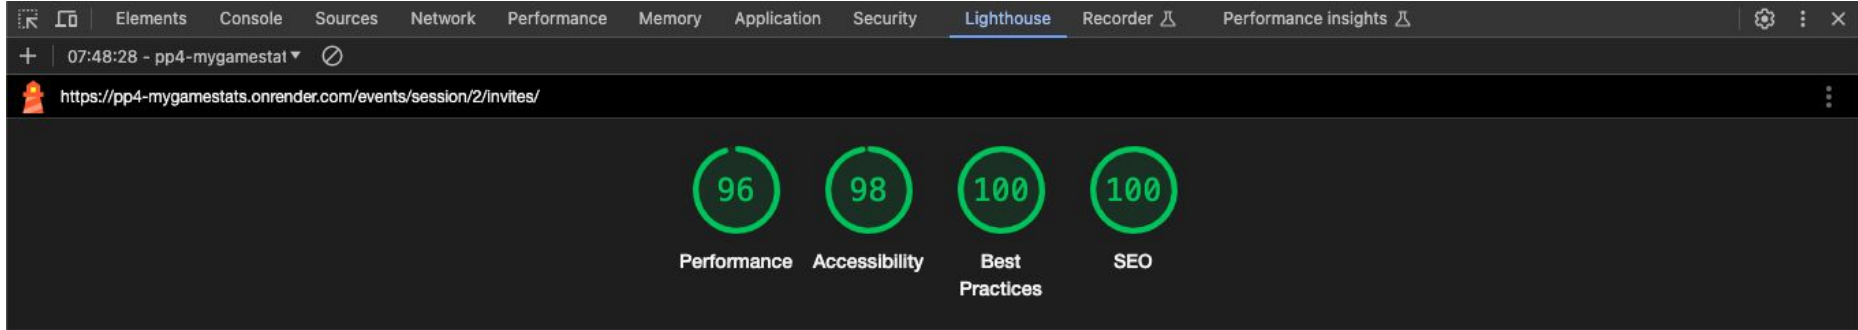 Elements Console Sources Network Performance Memory Application Security Lighthouse Recorder Performance insights
07:48:28 - pp4-mygamestat
https://pp4-mygamestats.onrender.com/events/session/2/invites/
96 98 100 100
Performance Accessibility Best SEO
Practices